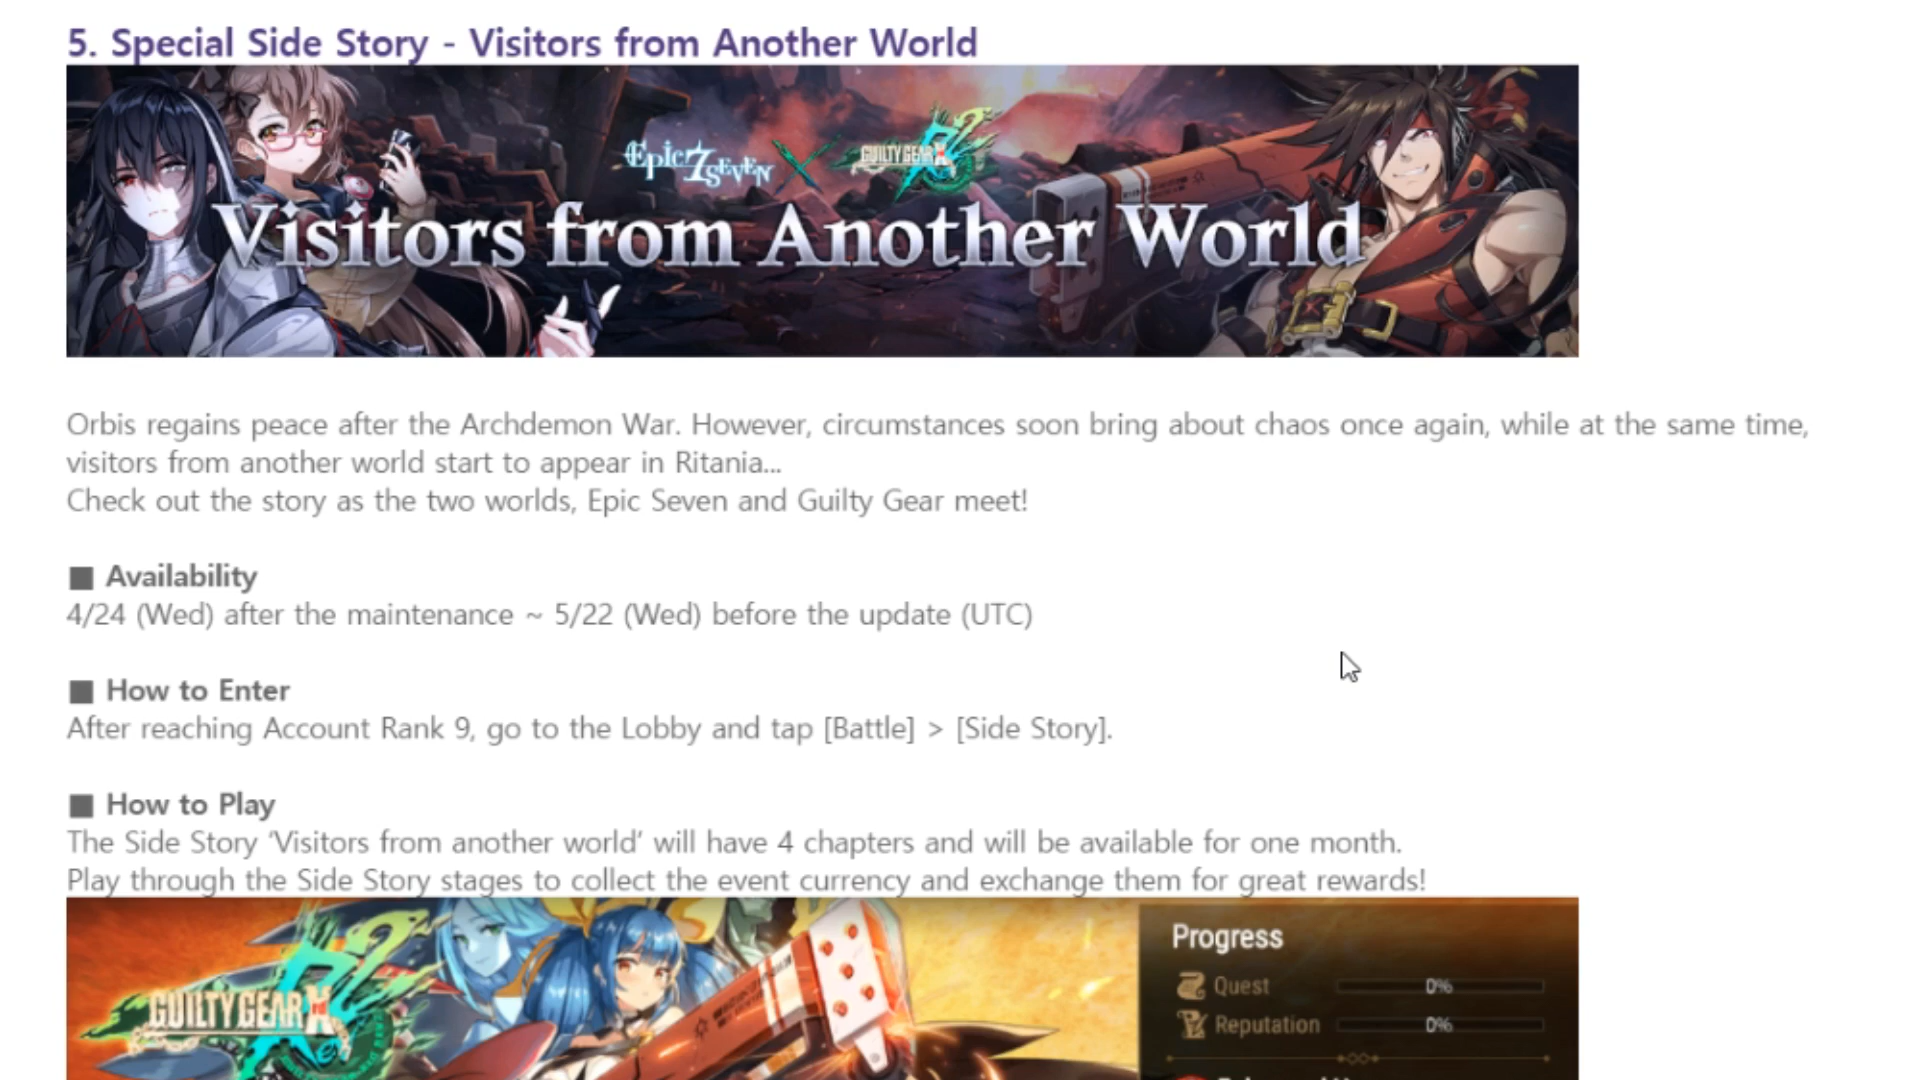 5. Special Side Story - Visitors from Another World
Epic7 SEVEN X GUILTY GEAR X
Visitors from Another World
Orbis regains peace after the Archdemon War. However, circumstances soon bring about chaos once again, while at the same time,
visitors from another world start to appear in Ritania...
Check out the story as the two worlds, Epic Seven and Guilty Gear meet!
■ Availability
4/24 (Wed) after the maintenance ~ 5/22 (Wed) before the update (UTC)
■ How to Enter
After reaching Account Rank 9, go to the Lobby and tap [Battle] > [Side Story].
■ How to Play
The Side Story ‘Visitors from another world’ will have 4 chapters and will be available for one month.
Play through the Side Story stages to collect the event currency and exchange them for great rewards!
GUILTY GEAR X
Progress
Quest 0%
Reputation 0%